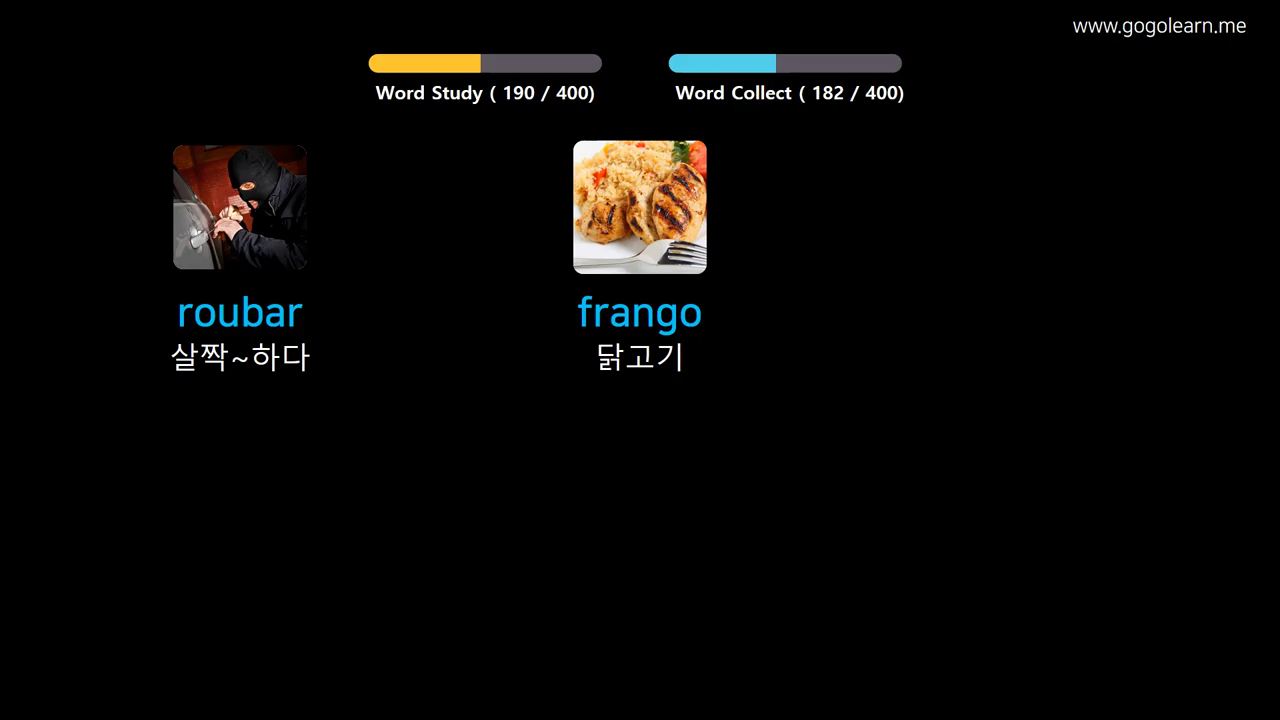 www.gogolearn.me
Word Study ( 190 / 400)
Word Collect ( 182 / 400)
roubar
살짝~하다
frango
닭고기